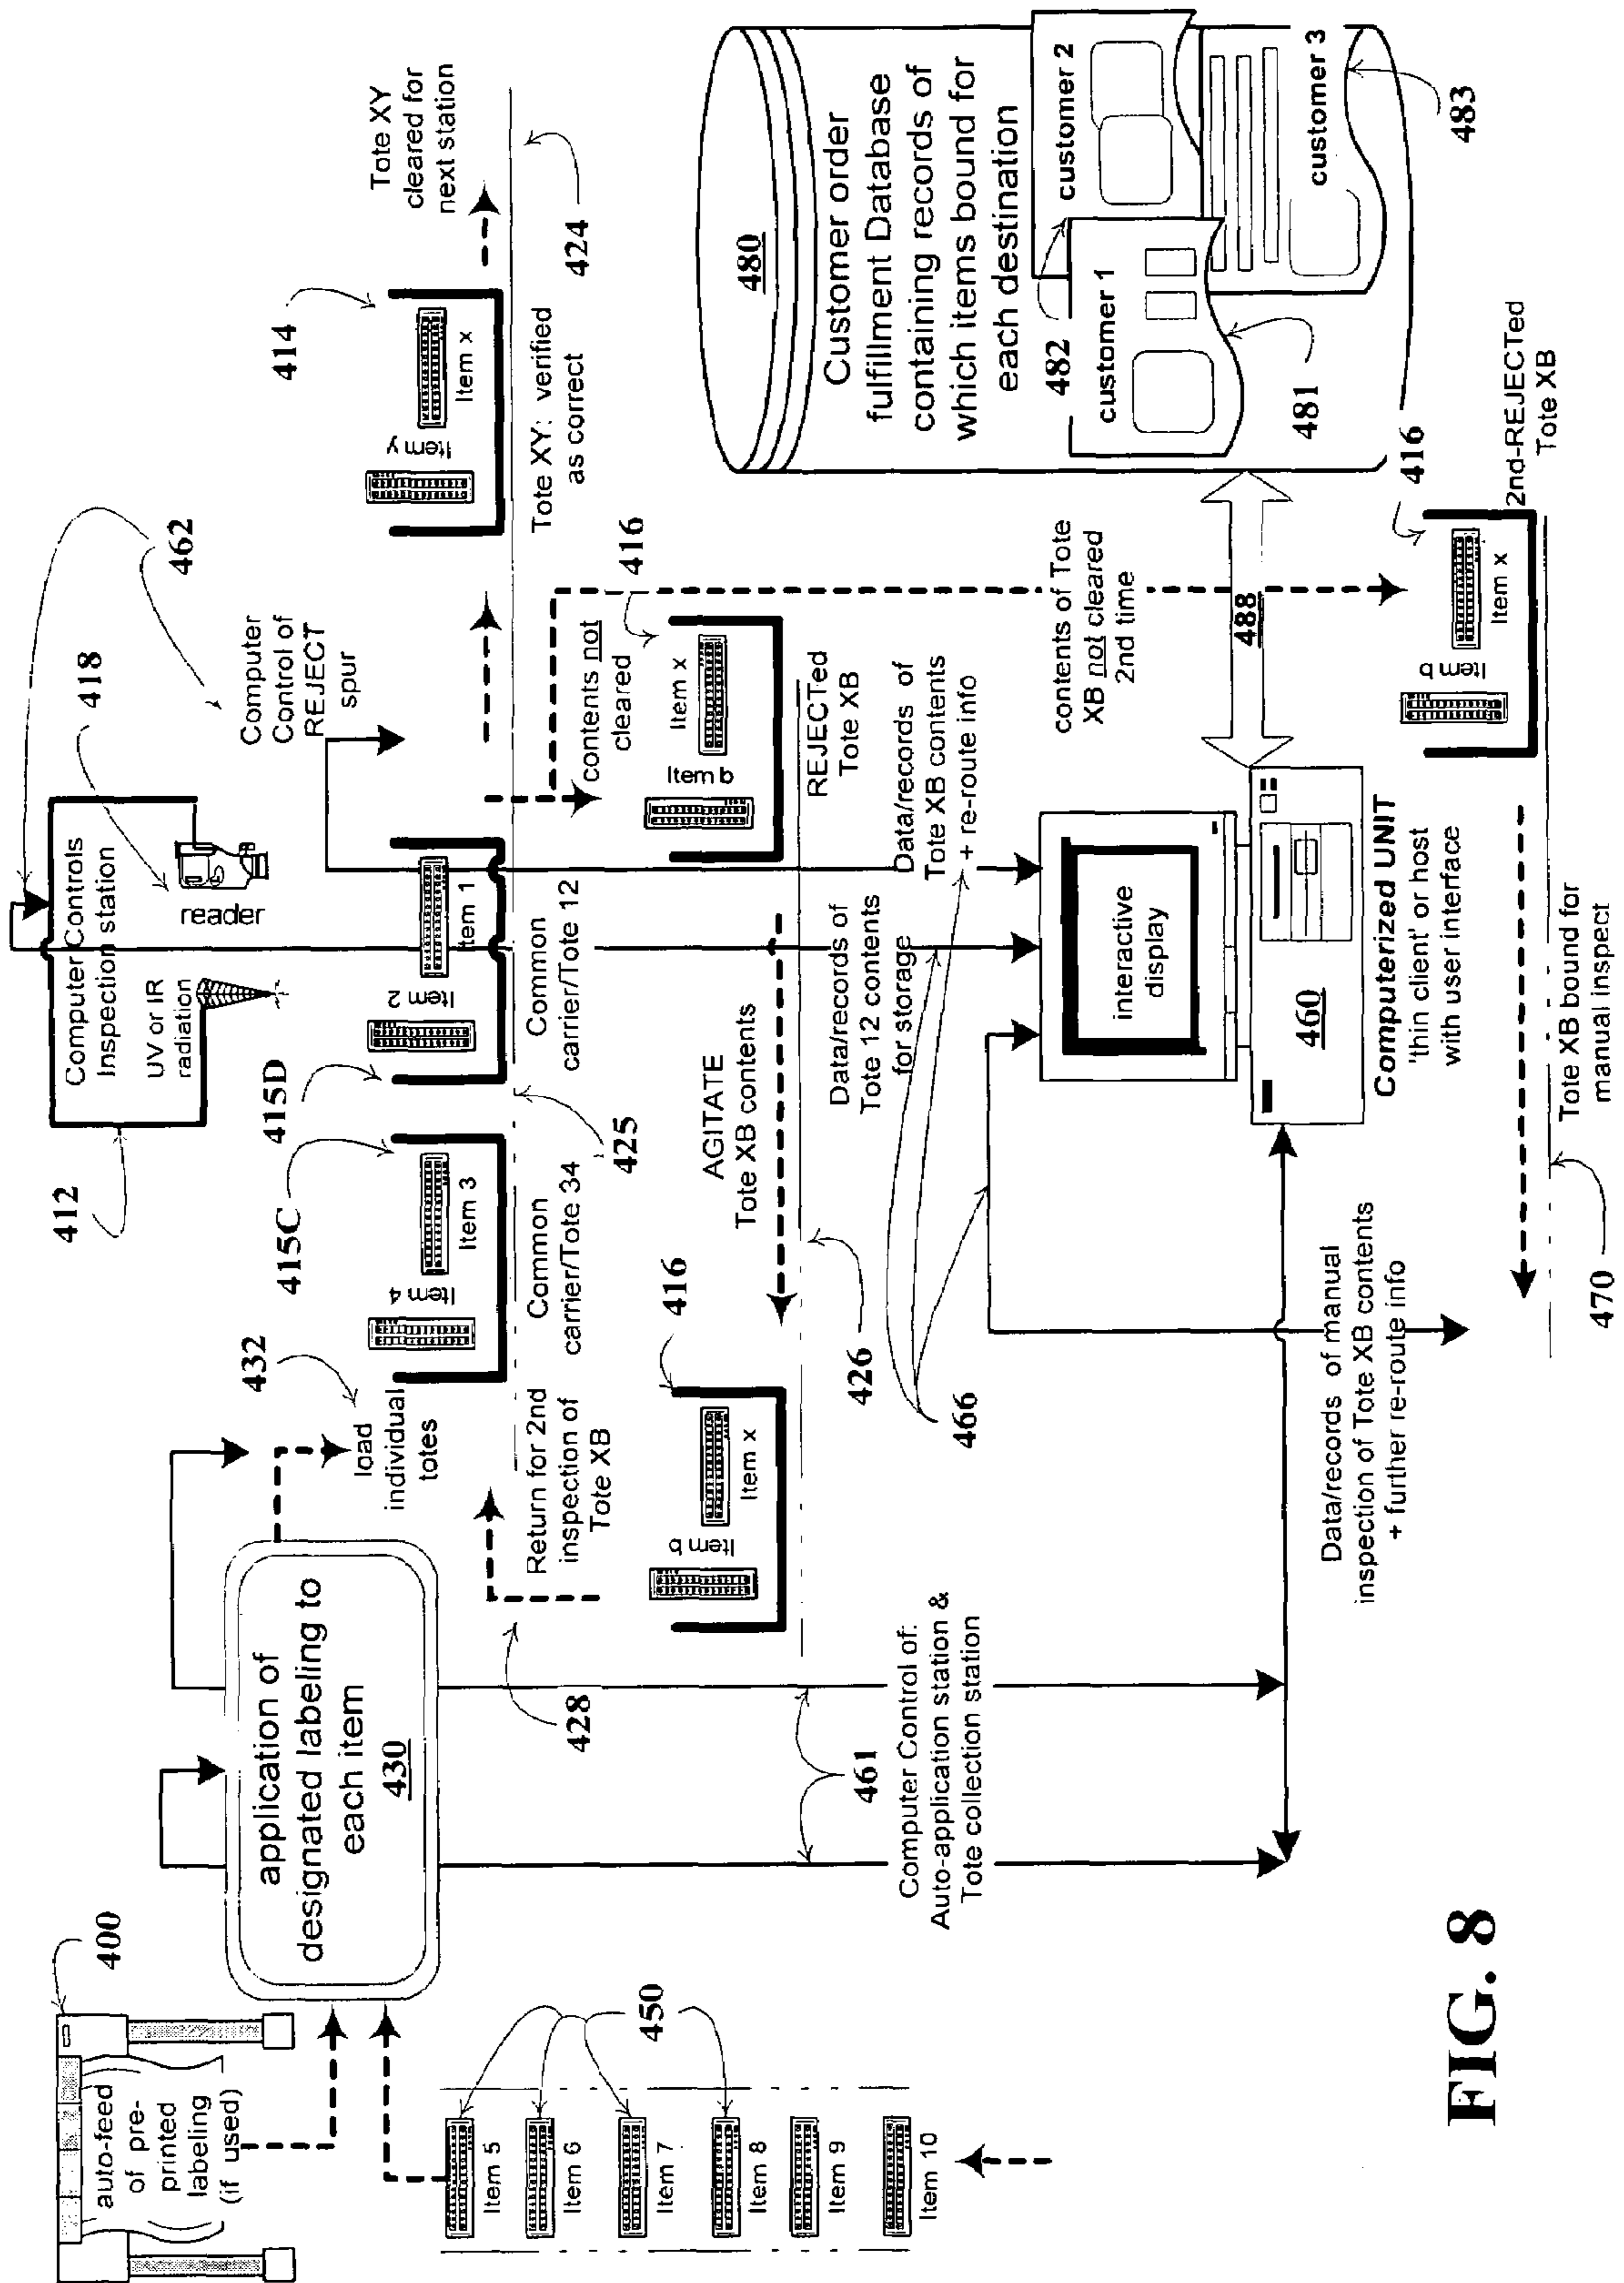 400
auto-feed
of pre-
printed
labeling
(if used)
application of
designated labeling to
each item
430
450
Item 5
Item 6
Item 7
Item 8
Item 9
Item 10
432
load
individual
totes
412
Computer Controls
Inspection station
UV or IR
radiation
reader
418
462
Computer
Control of
REJECT
spur
415C
Item 4
Item 3
Common
carrier/Tote 34
415D
Item 2
Item 1
Common
carrier/Tote 12
425
414
Item y
Item x
Tote XY: verified
as correct
Tote XY
cleared for
next station
424
428
Return for 2nd
inspection of
Tote XB
416
Item b
Item x
426
AGITATE
Tote XB contents
contents not
cleared
416
Item b
Item x
REJECTed
Tote XB
461
Computer Control of:
Auto-application station &
Tote collection station
466
Data/records of
Tote 12 contents
for storage
Data/records of
Tote XB contents
+ re-route info
contents of Tote
XB not cleared
2nd time
interactive
display
460
Computerized UNIT
'thin client' or host
with user interface
488
480
Customer order
fulfillment Database
containing records of
which items bound for
each destination
482
customer 1
customer 2
customer 3
481
483
416
Item b
Item x
2nd-REJECTed
Tote XB
Data/records of manual
inspection of Tote XB contents
+ further re-route info
470
Tote XB bound for
manual inspect
FIG. 8